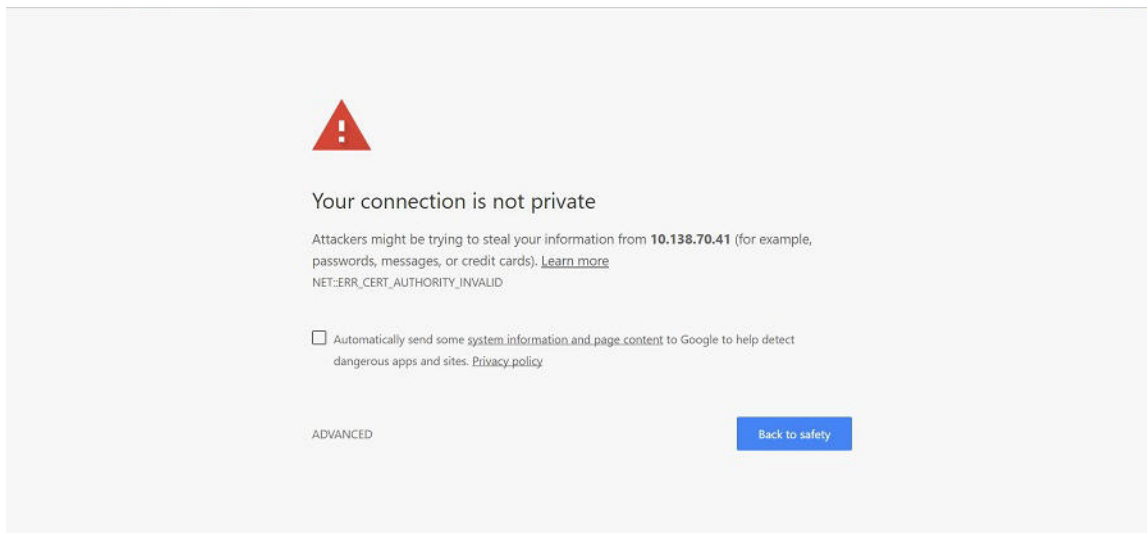 Your connection is not private
Attackers might be trying to steal your information from 10.138.70.41 (for example,
passwords, messages, or credit cards). Learn more
NET::ERR_CERT_AUTHORITY_INVALID
Automatically send some system information and page content to Google to help detect
dangerous apps and sites. Privacy policy
ADVANCED
Back to safety